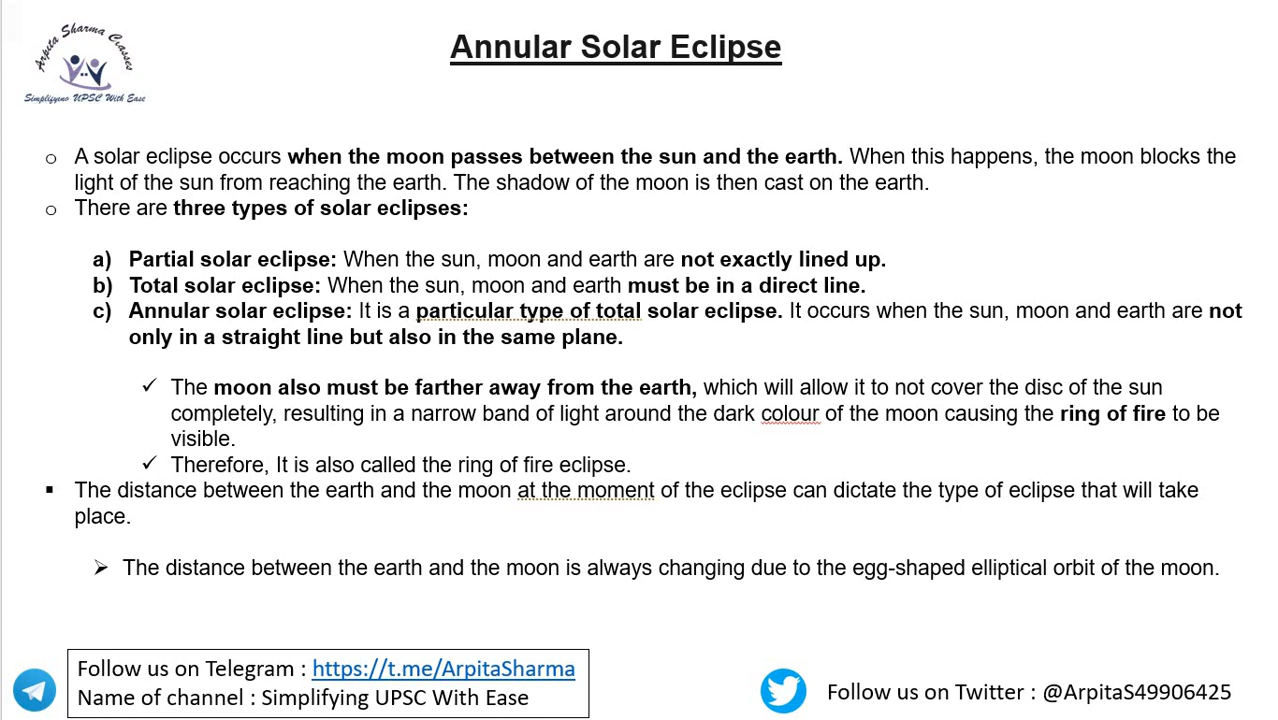 Arpita Sharma Classes
Simplifying UPSC With Ease
Annular Solar Eclipse
o A solar eclipse occurs when the moon passes between the sun and the earth. When this happens, the moon blocks the
light of the sun from reaching the earth. The shadow of the moon is then cast on the earth.
o There are three types of solar eclipses:
a) Partial solar eclipse: When the sun, moon and earth are not exactly lined up.
b) Total solar eclipse: When the sun, moon and earth must be in a direct line.
c) Annular solar eclipse: It is a particular type of total solar eclipse. It occurs when the sun, moon and earth are not
only in a straight line but also in the same plane.
✓ The moon also must be farther away from the earth, which will allow it to not cover the disc of the sun
completely, resulting in a narrow band of light around the dark colour of the moon causing the ring of fire to be
visible.
✓ Therefore, It is also called the ring of fire eclipse.
▪ The distance between the earth and the moon at the moment of the eclipse can dictate the type of eclipse that will take
place.
➢ The distance between the earth and the moon is always changing due to the egg-shaped elliptical orbit of the moon.
Follow us on Telegram : https://t.me/ArpitaSharma
Name of channel : Simplifying UPSC With Ease
Follow us on Twitter : @ArpitaS49906425